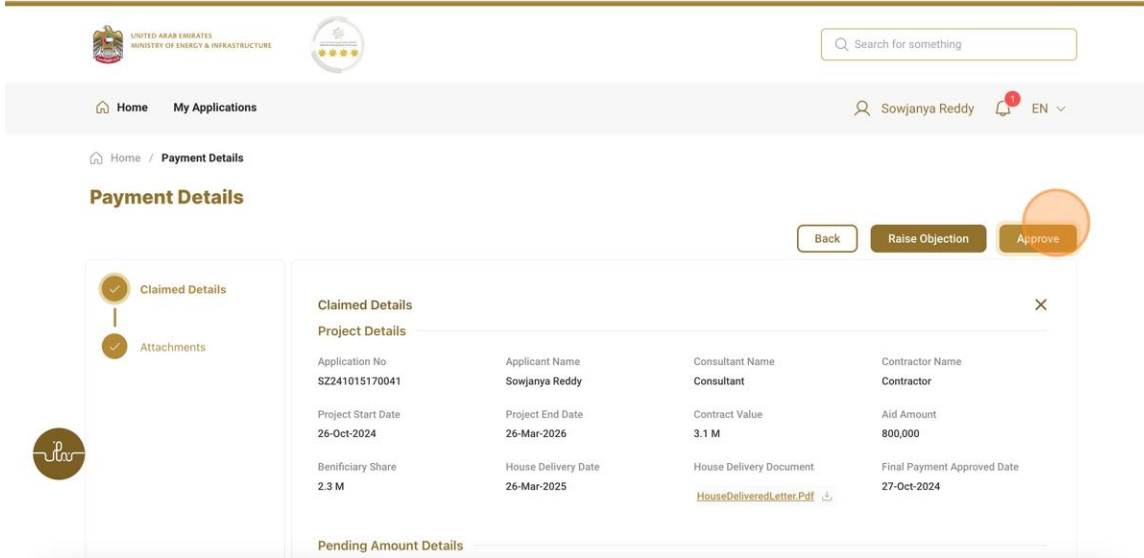 UNITED ARAB EMIRATES
MINISTRY OF ENERGY & INFRASTRUCTURE
Search for something
Home
My Applications
Sowjanya Reddy
1
EN
Home / Payment Details
Payment Details
Back
Raise Objection
Approve
Claimed Details
Attachments
Claimed Details
Project Details
Application No
Applicant Name
Consultant Name
Contractor Name
SZ241015170041
Sowjanya Reddy
Consultant
Contractor
Project Start Date
Project End Date
Contract Value
Aid Amount
26-Oct-2024
26-Mar-2026
3.1 M
800,000
Benificiary Share
House Delivery Date
House Delivery Document
Final Payment Approved Date
2.3 M
26-Mar-2025
HouseDeliveredLetter.Pdf
27-Oct-2024
Pending Amount Details